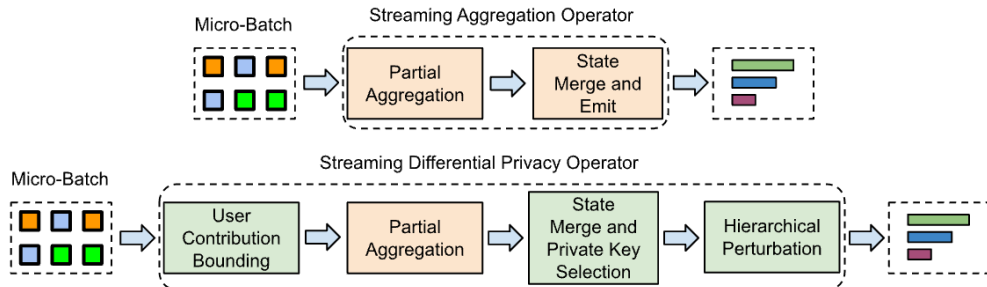 Streaming Aggregation Operator
Micro-Batch
Partial
Aggregation
State
Merge and
Emit
Streaming Differential Privacy Operator
Micro-Batch
User
Contribution
Bounding
Partial
Aggregation
State
Merge and
Private Key
Selection
Hierarchical
Perturbation